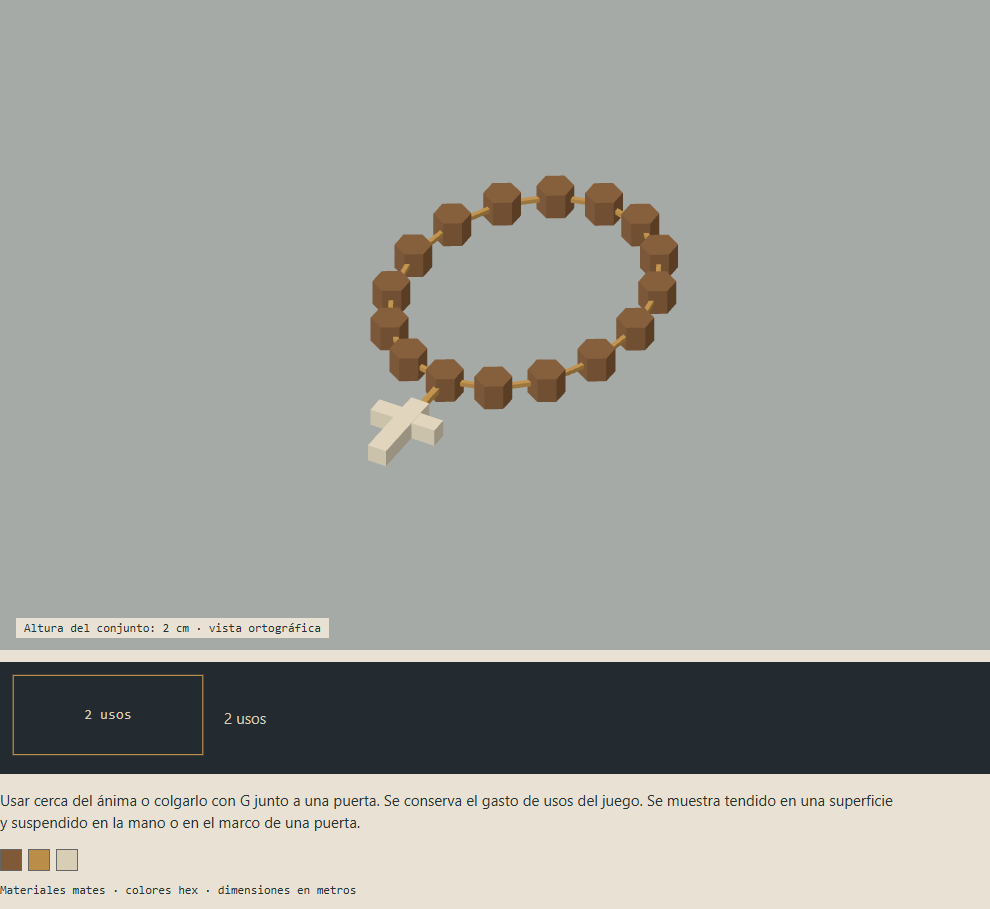 Altura del conjunto: 2 cm · vista ortográfica
2 usos
2 usos
Usar cerca del ánima o colgarlo con G junto a una puerta. Se conserva el gasto de usos del juego. Se muestra tendido en una superficie
y suspendido en la mano o en el marco de una puerta.
Materiales mates · colores hex · dimensiones en metros